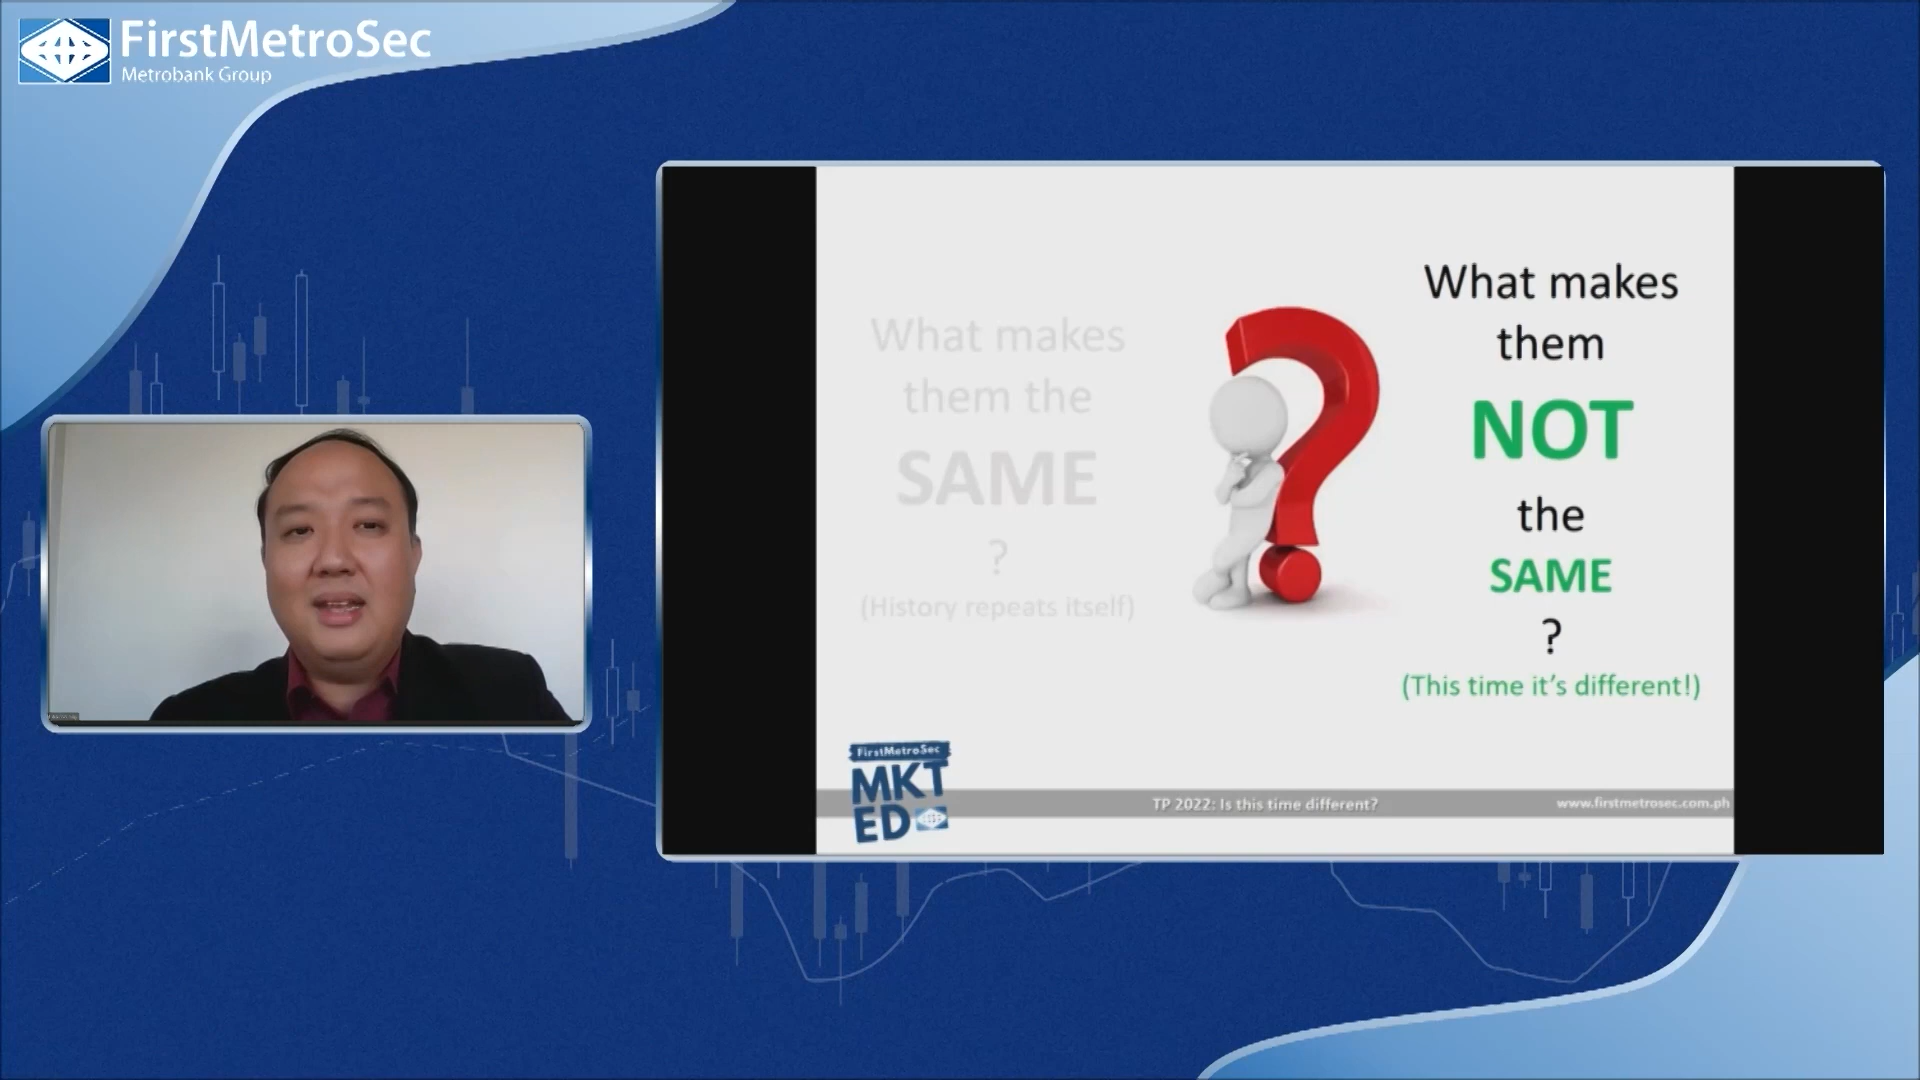 FirstMetroSec
Metrobank Group
What makes
them the
SAME
?
(History repeats itself)
What makes
them
NOT
the
SAME
?
(This time it's different!)
FirstMetroSec
MKT
ED
TP 2022: Is this time different?
www.firstmetrosec.com.ph